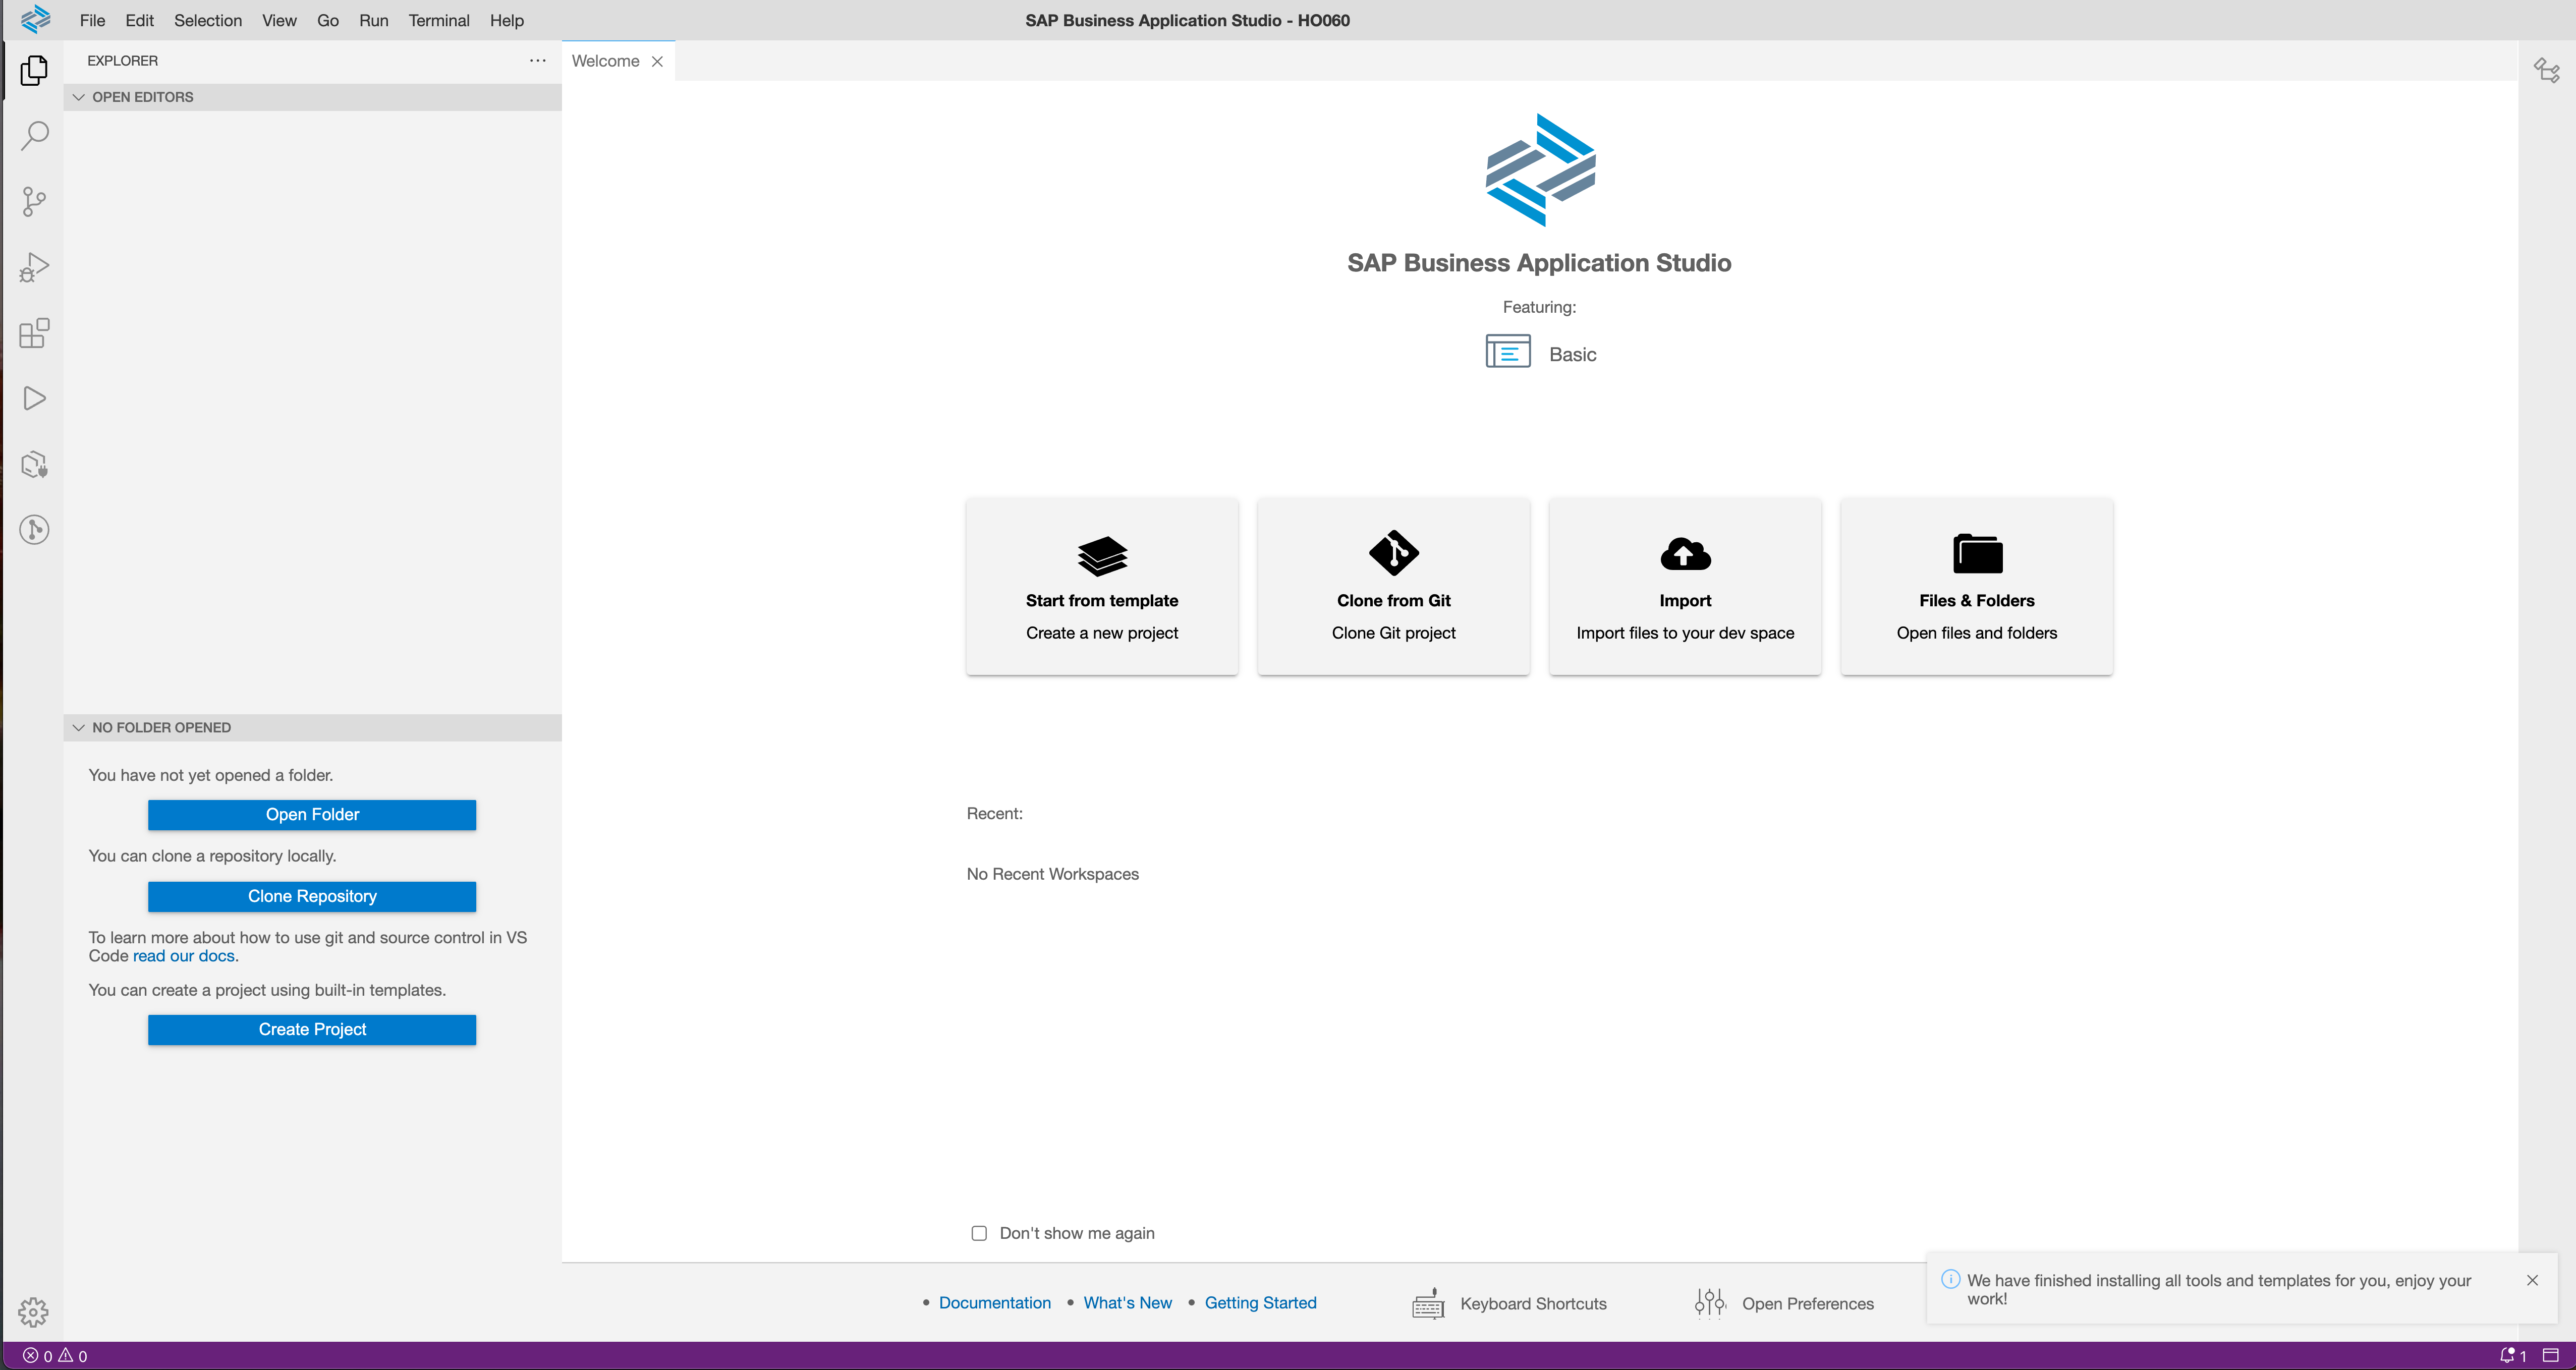 File Edit Selection View Go Run Terminal Help
SAP Business Application Studio - HO060
EXPLORER
Welcome
OPEN EDITORS
SAP Business Application Studio
Featuring:
Basic
Start from template
Create a new project
Clone from Git
Clone Git project
Import
Import files to your dev space
Files & Folders
Open files and folders
NO FOLDER OPENED
You have not yet opened a folder.
Open Folder
You can clone a repository locally.
Clone Repository
To learn more about how to use git and source control in VS
Code read our docs.
You can create a project using built-in templates.
Create Project
Recent:
No Recent Workspaces
Don't show me again
• Documentation • What's New • Getting Started
Keyboard Shortcuts
Open Preferences
We have finished installing all tools and templates for you, enjoy your
work!
0 0
1